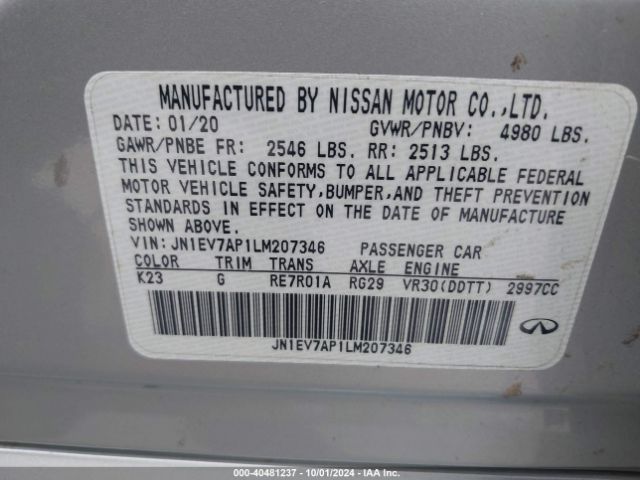 MANUFACTURED BY NISSAN MOTOR CO.,LTD.
DATE: 01/20 GVWR/PNBV: 4980 LBS.
GAWR/PNBE FR: 2546 LBS. RR: 2513 LBS.
THIS VEHICLE CONFORMS TO ALL APPLICABLE FEDERAL
MOTOR VEHICLE SAFETY,BUMPER,AND THEFT PREVENTION
STANDARDS IN EFFECT ON THE DATE OF MANUFACTURE
SHOWN ABOVE.
VIN: JN1EV7AP1LM207346 PASSENGER CAR
COLOR TRIM TRANS AXLE ENGINE
K23 G RE7R01A RG29 VR30(DDTT) 2997CC
JN1EV7AP1LM207346
000-40481237 - 10/01/2024 - IAA Inc.